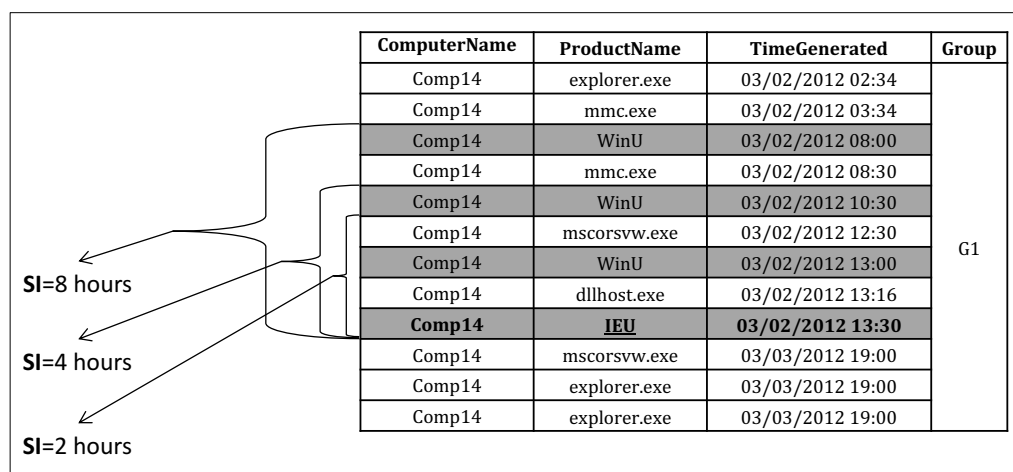 ComputerName ProductName TimeGenerated Group
Comp14 explorer.exe 03/02/2012 02:34
Comp14 mmc.exe 03/02/2012 03:34
Comp14 WinU 03/02/2012 08:00
Comp14 mmc.exe 03/02/2012 08:30
Comp14 WinU 03/02/2012 10:30
Comp14 mscorsvw.exe 03/02/2012 12:30
G1
Comp14 WinU 03/02/2012 13:00
SI=8 hours
Comp14 dllhost.exe 03/02/2012 13:16
Comp14 IEU 03/02/2012 13:30
Comp14 mscorsvw.exe 03/03/2012 19:00
SI=4 hours
Comp14 explorer.exe 03/03/2012 19:00
Comp14 explorer.exe 03/03/2012 19:00
SI=2 hours